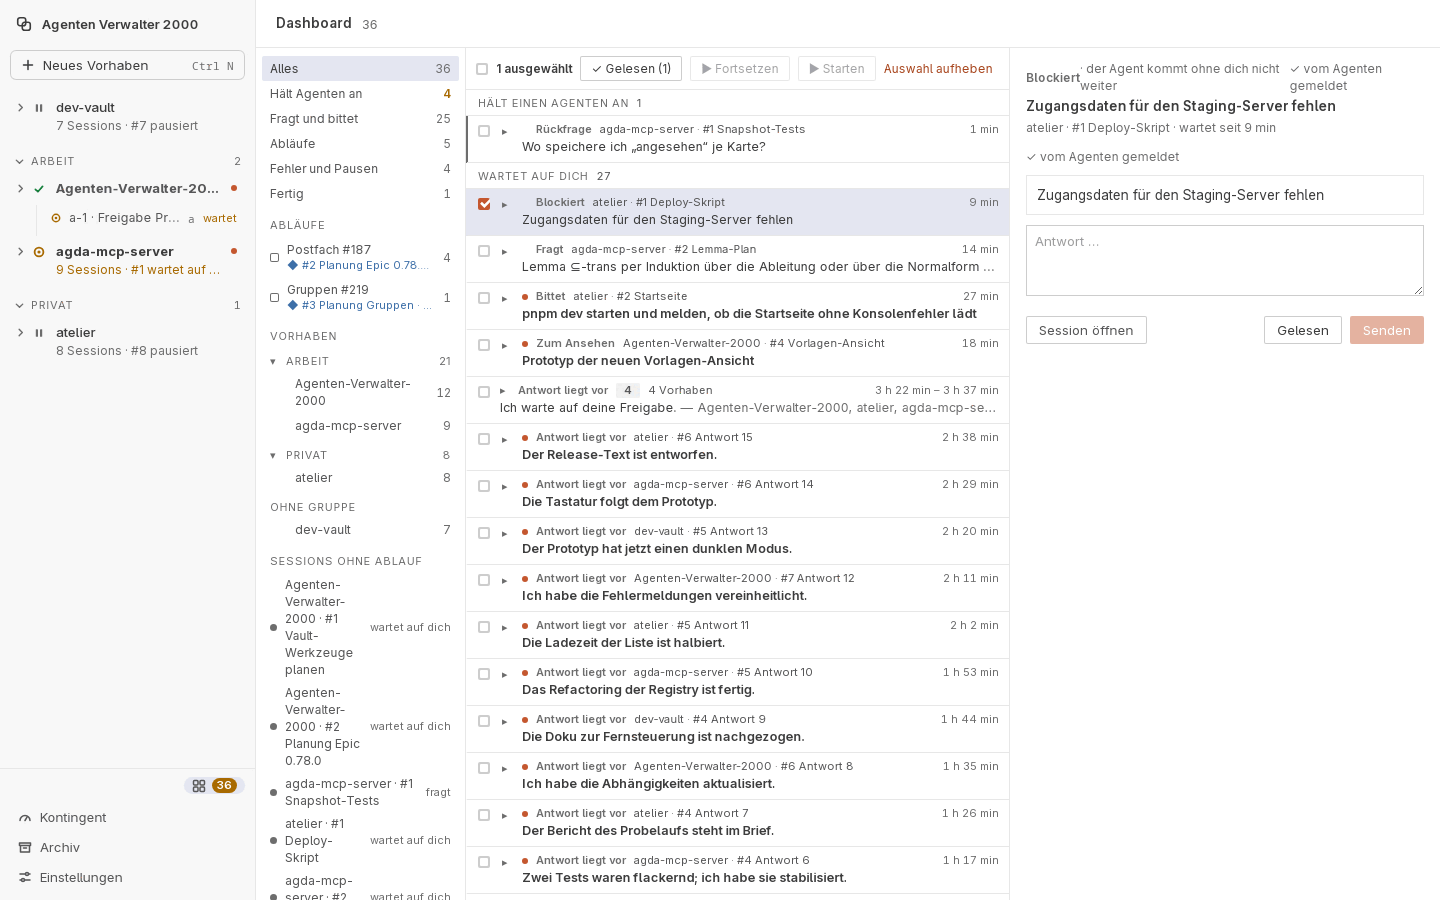 Agenten Verwalter 2000
Neues Vorhaben Ctrl N
dev-vault
7 Sessions · #7 pausiert
ARBEIT 2
Agenten-Verwalter-20…
a-1 · Freigabe Pr… a wartet
agda-mcp-server
9 Sessions · #1 wartet auf …
PRIVAT 1
atelier
8 Sessions · #8 pausiert
36
Kontingent
Archiv
Einstellungen
Dashboard 36
Alles 36
Hält Agenten an 4
Fragt und bittet 25
Abläufe 5
Fehler und Pausen 4
Fertig 1
ABLÄUFE
Postfach #187 4
◆ #2 Planung Epic 0.78.…
Gruppen #219 1
◆ #3 Planung Gruppen · …
VORHABEN
▾ ARBEIT 21
Agenten-Verwalter-
2000 12
agda-mcp-server 9
▾ PRIVAT 8
atelier 8
OHNE GRUPPE
dev-vault 7
SESSIONS OHNE ABLAUF
Agenten-
Verwalter-
2000 · #1 wartet auf dich
Vault-
Werkzeuge
planen
Agenten-
Verwalter-
2000 · #2 wartet auf dich
Planung Epic
0.78.0
agda-mcp-server · #1 fragt
Snapshot-Tests
atelier · #1
Deploy- wartet auf dich
Skript
agda-mcp-
server · #2 wartet auf dich
1 ausgewählt ✓ Gelesen (1) ▶ Fortsetzen ▶ Starten Auswahl aufheben
HÄLT EINEN AGENTEN AN 1
▸ Rückfrage agda-mcp-server · #1 Snapshot-Tests 1 min
Wo speichere ich „angesehen“ je Karte?
WARTET AUF DICH 27
▸ Blockiert atelier · #1 Deploy-Skript 9 min
Zugangsdaten für den Staging-Server fehlen
▸ Fragt agda-mcp-server · #2 Lemma-Plan 14 min
Lemma ⊆-trans per Induktion über die Ableitung oder über die Normalform …
▸ Bittet atelier · #2 Startseite 27 min
pnpm dev starten und melden, ob die Startseite ohne Konsolenfehler lädt
▸ Zum Ansehen Agenten-Verwalter-2000 · #4 Vorlagen-Ansicht 18 min
Prototyp der neuen Vorlagen-Ansicht
▸ Antwort liegt vor 4 4 Vorhaben 3 h 22 min – 3 h 37 min
Ich warte auf deine Freigabe. — Agenten-Verwalter-2000, atelier, agda-mcp-se…
▸ Antwort liegt vor atelier · #6 Antwort 15 2 h 38 min
Der Release-Text ist entworfen.
▸ Antwort liegt vor agda-mcp-server · #6 Antwort 14 2 h 29 min
Die Tastatur folgt dem Prototyp.
▸ Antwort liegt vor dev-vault · #5 Antwort 13 2 h 20 min
Der Prototyp hat jetzt einen dunklen Modus.
▸ Antwort liegt vor Agenten-Verwalter-2000 · #7 Antwort 12 2 h 11 min
Ich habe die Fehlermeldungen vereinheitlicht.
▸ Antwort liegt vor atelier · #5 Antwort 11 2 h 2 min
Die Ladezeit der Liste ist halbiert.
▸ Antwort liegt vor agda-mcp-server · #5 Antwort 10 1 h 53 min
Das Refactoring der Registry ist fertig.
▸ Antwort liegt vor dev-vault · #4 Antwort 9 1 h 44 min
Die Doku zur Fernsteuerung ist nachgezogen.
▸ Antwort liegt vor Agenten-Verwalter-2000 · #6 Antwort 8 1 h 35 min
Ich habe die Abhängigkeiten aktualisiert.
▸ Antwort liegt vor atelier · #4 Antwort 7 1 h 26 min
Der Bericht des Probelaufs steht im Brief.
▸ Antwort liegt vor agda-mcp-server · #4 Antwort 6 1 h 17 min
Zwei Tests waren flackernd; ich habe sie stabilisiert.
Blockiert · der Agent kommt ohne dich nicht weiter ✓ vom Agenten gemeldet
Zugangsdaten für den Staging-Server fehlen
atelier · #1 Deploy-Skript · wartet seit 9 min
✓ vom Agenten gemeldet
Zugangsdaten für den Staging-Server fehlen
Antwort …
Session öffnen Gelesen Senden